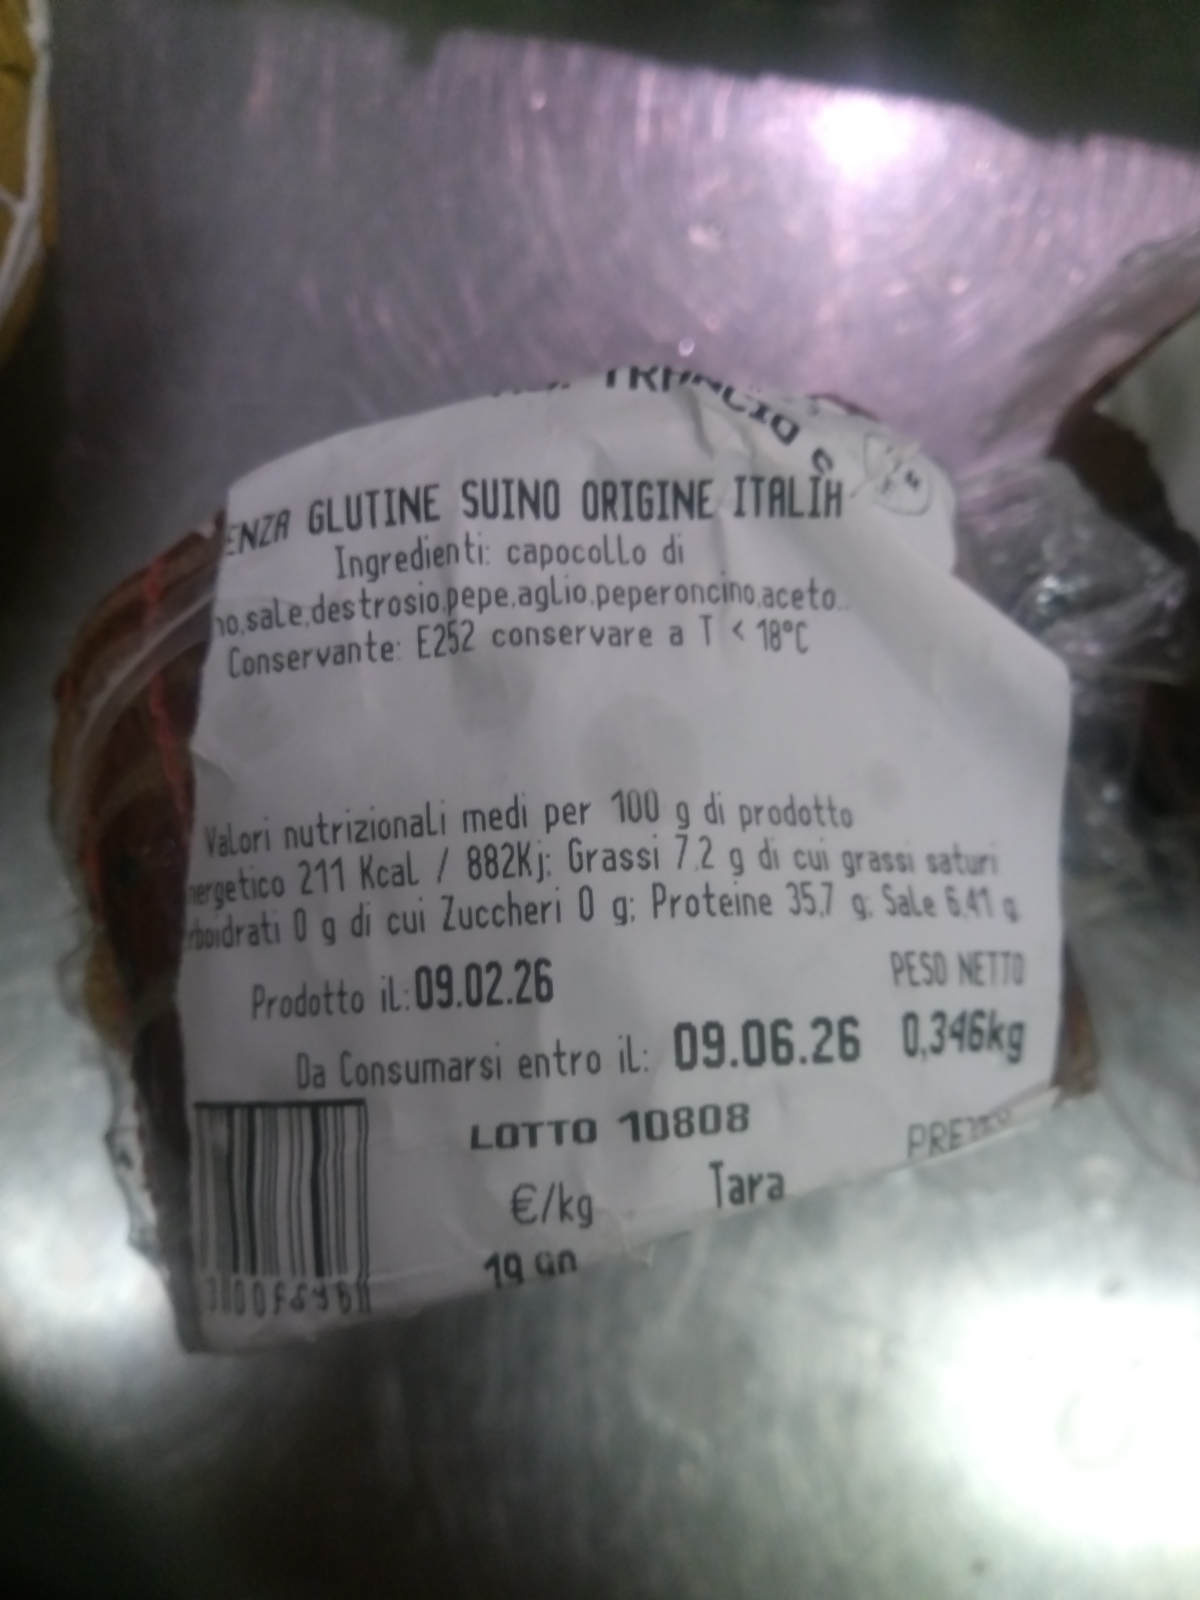 TRANCIO
ENZA GLUTINE SUINO ORIGINE ITALIA
Ingredienti: capocollo di
no,sale,destrosio,pepe,aglio,peperoncino,aceto..
Conservante: E252 conservare a T < 18°C
Valori nutrizionali medi per 100 g di prodotto
nergetico 211 Kcal / 882Kj; Grassi 7,2 g di cui grassi saturi
rboidrati 0 g di cui Zuccheri 0 g; Proteine 35,7 g; Sale 6,41 g
Prodotto il: 09.02.26
PESO NETTO
Da Consumarsi entro il: 09.06.26 0,346kg
LOTTO 10808
€/kg Tara
19